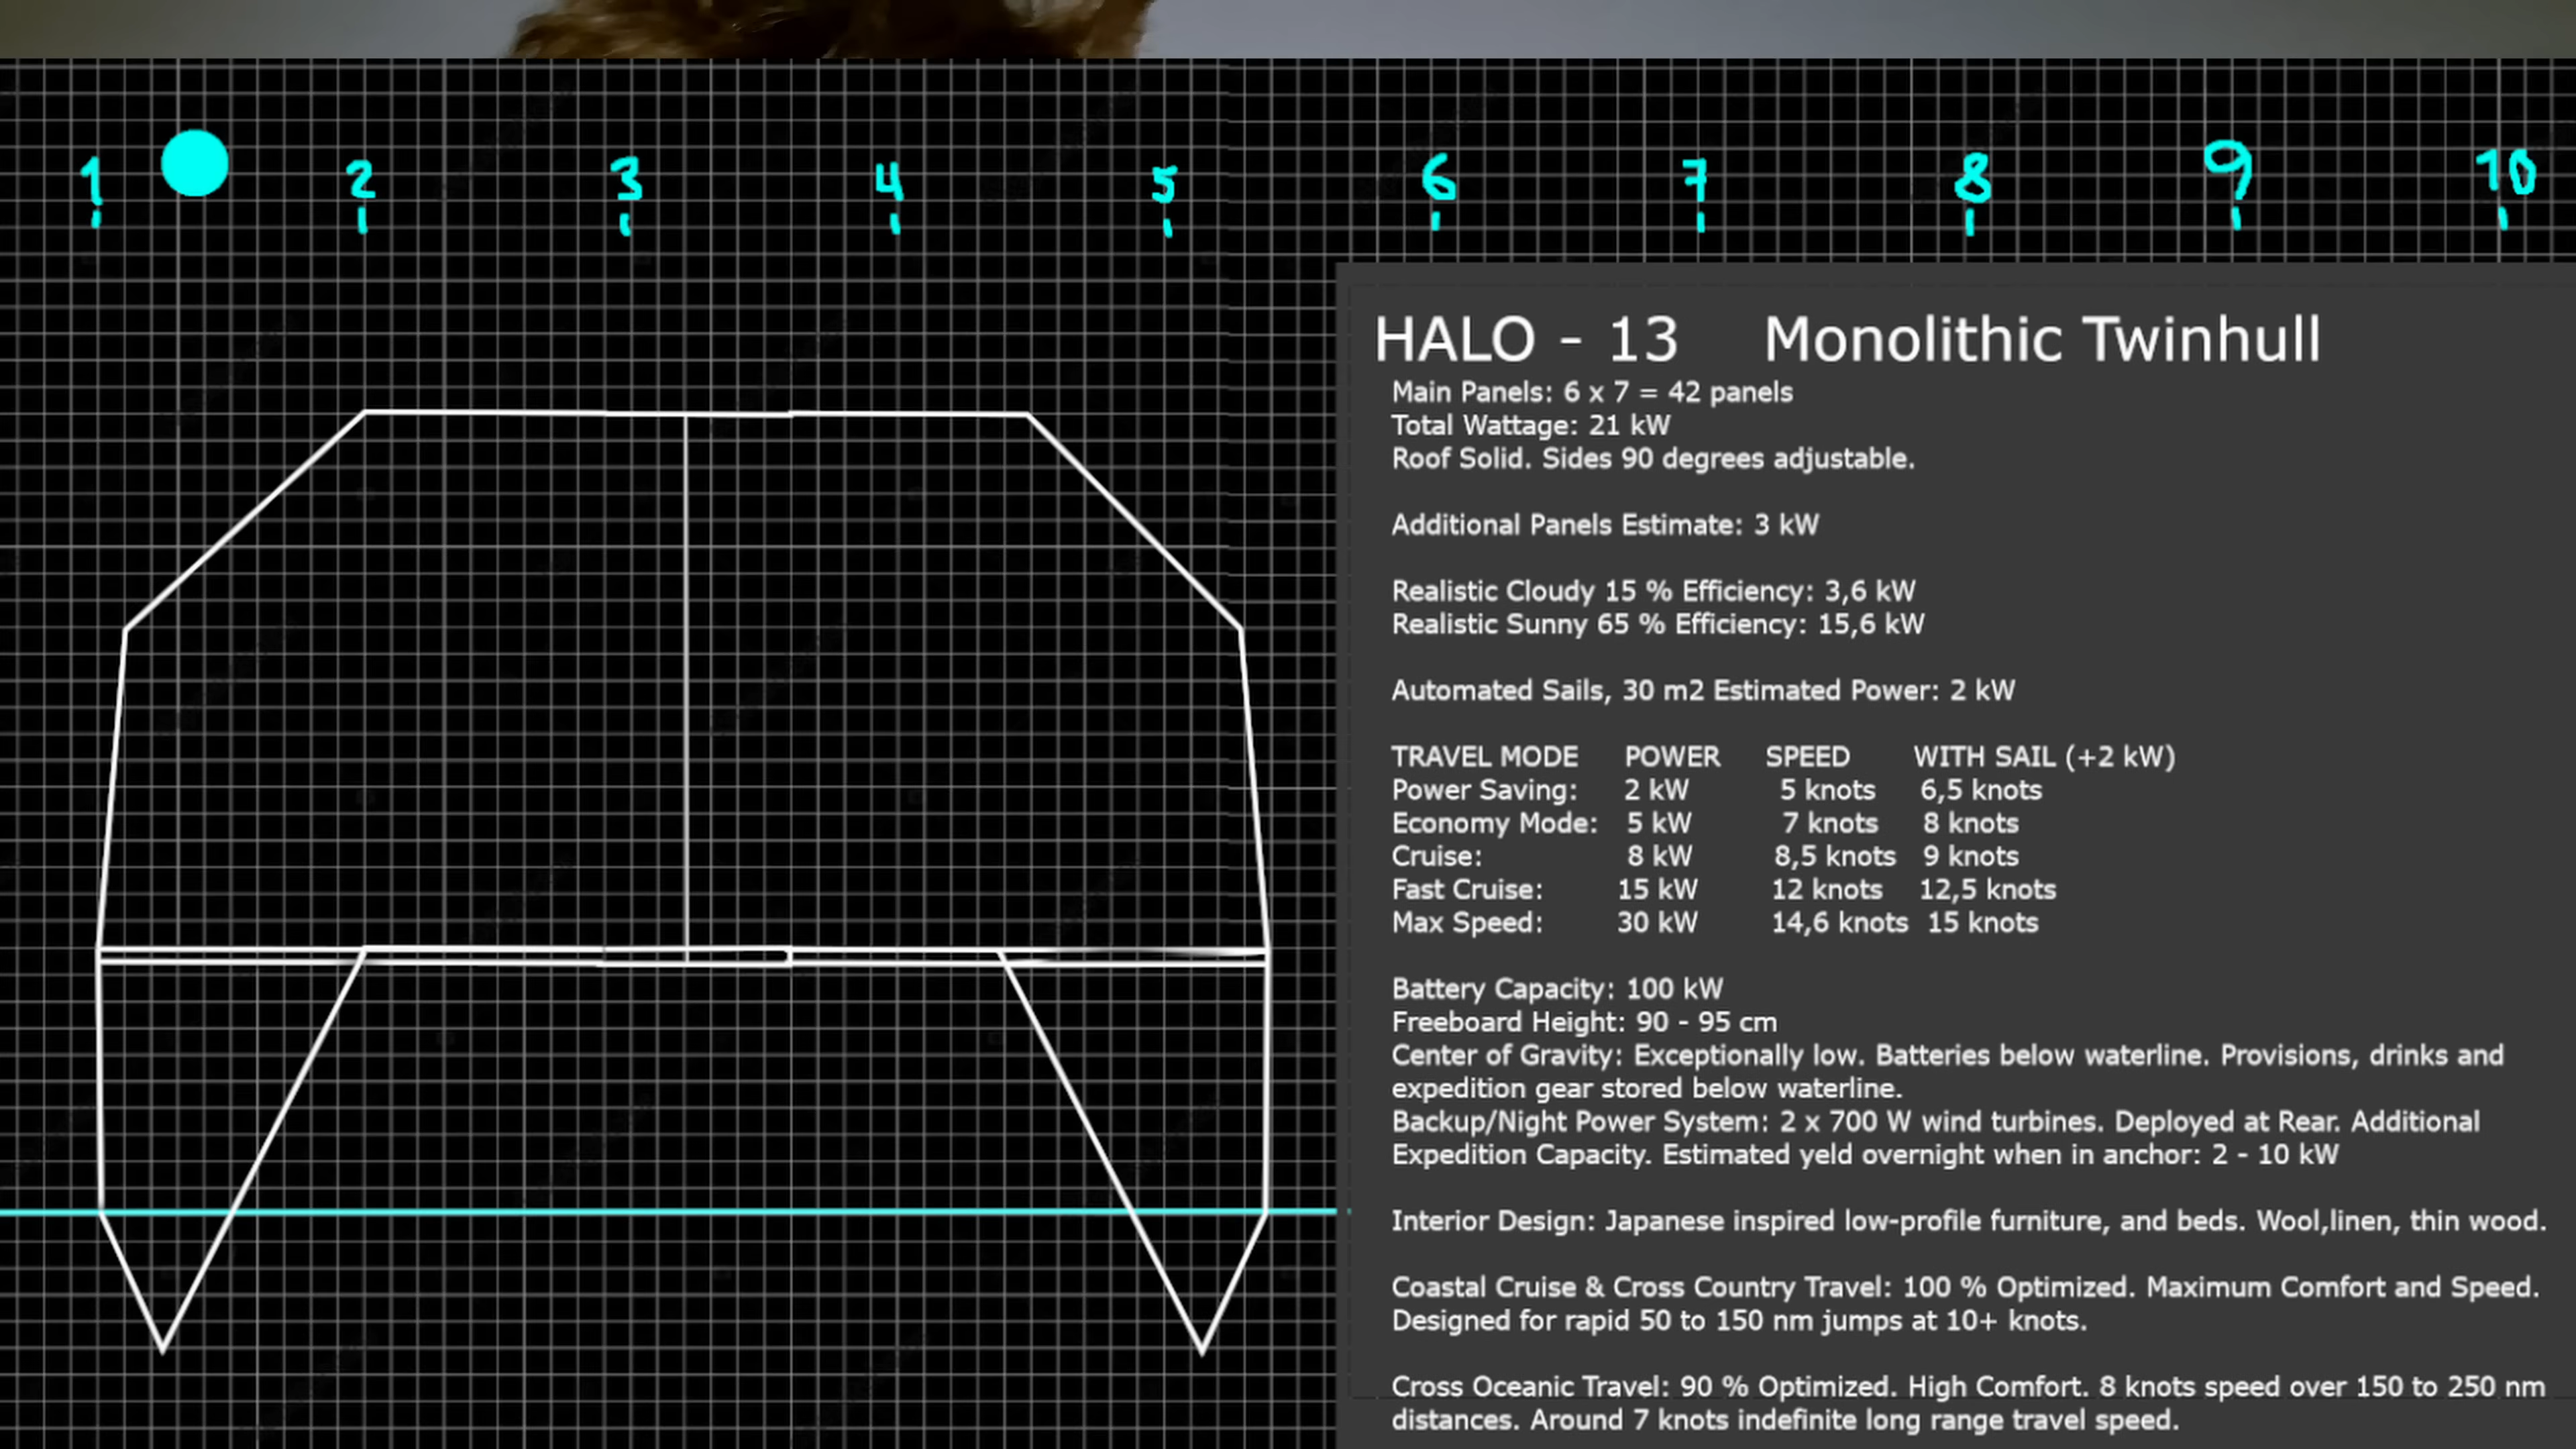 1 2 3 4 5 6 7 8 9 10
HALO - 13 Monolithic Twinhull
Main Panels: 6 x 7 = 42 panels
Total Wattage: 21 kW
Roof Solid. Sides 90 degrees adjustable.
Additional Panels Estimate: 3 kW
Realistic Cloudy 15 % Efficiency: 3,6 kW
Realistic Sunny 65 % Efficiency: 15,6 kW
Automated Sails, 30 m2 Estimated Power: 2 kW
TRAVEL MODE POWER SPEED WITH SAIL (+2 kW)
Power Saving: 2 kW 5 knots 6,5 knots
Economy Mode: 5 kW 7 knots 8 knots
Cruise: 8 kW 8,5 knots 9 knots
Fast Cruise: 15 kW 12 knots 12,5 knots
Max Speed: 30 kW 14,6 knots 15 knots
Battery Capacity: 100 kW
Freeboard Height: 90 - 95 cm
Center of Gravity: Exceptionally low. Batteries below waterline. Provisions, drinks and
expedition gear stored below waterline.
Backup/Night Power System: 2 x 700 W wind turbines. Deployed at Rear. Additional
Expedition Capacity. Estimated yeld overnight when in anchor: 2 - 10 kW
Interior Design: Japanese inspired low-profile furniture, and beds. Wool,linen, thin wood.
Coastal Cruise & Cross Country Travel: 100 % Optimized. Maximum Comfort and Speed.
Designed for rapid 50 to 150 nm jumps at 10+ knots.
Cross Oceanic Travel: 90 % Optimized. High Comfort. 8 knots speed over 150 to 250 nm
distances. Around 7 knots indefinite long range travel speed.